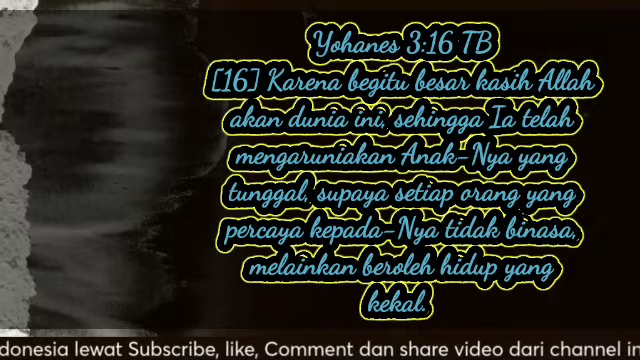 Yohanes 3:16 TB
[16] Karena begitu besar kasih Allah
akan dunia ini, sehingga Ia telah
mengaruniakan Anak-Nya yang
tunggal, supaya setiap orang yang
percaya kepada-Nya tidak binasa,
melainkan beroleh hidup yang
kekal.
donesia lewat Subscribe, like, Comment dan share video dari channel in